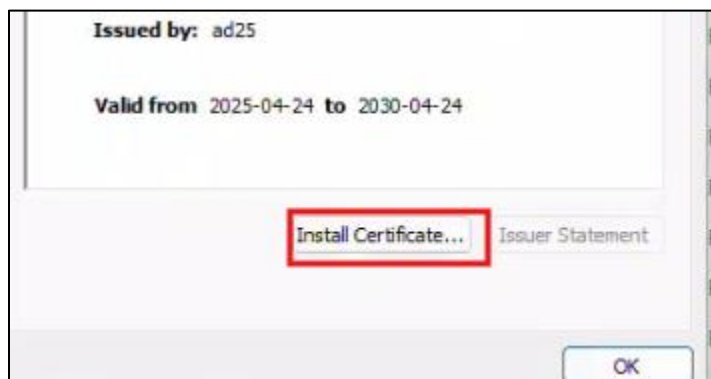 Issued by: ad25
Valid from 2025-04-24 to 2030-04-24
Install Certificate... Issuer Statement
OK